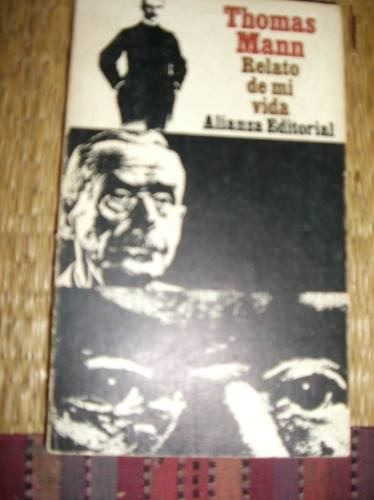 Thomas
Mann
Relato
de mi
vida
Alianza Editorial